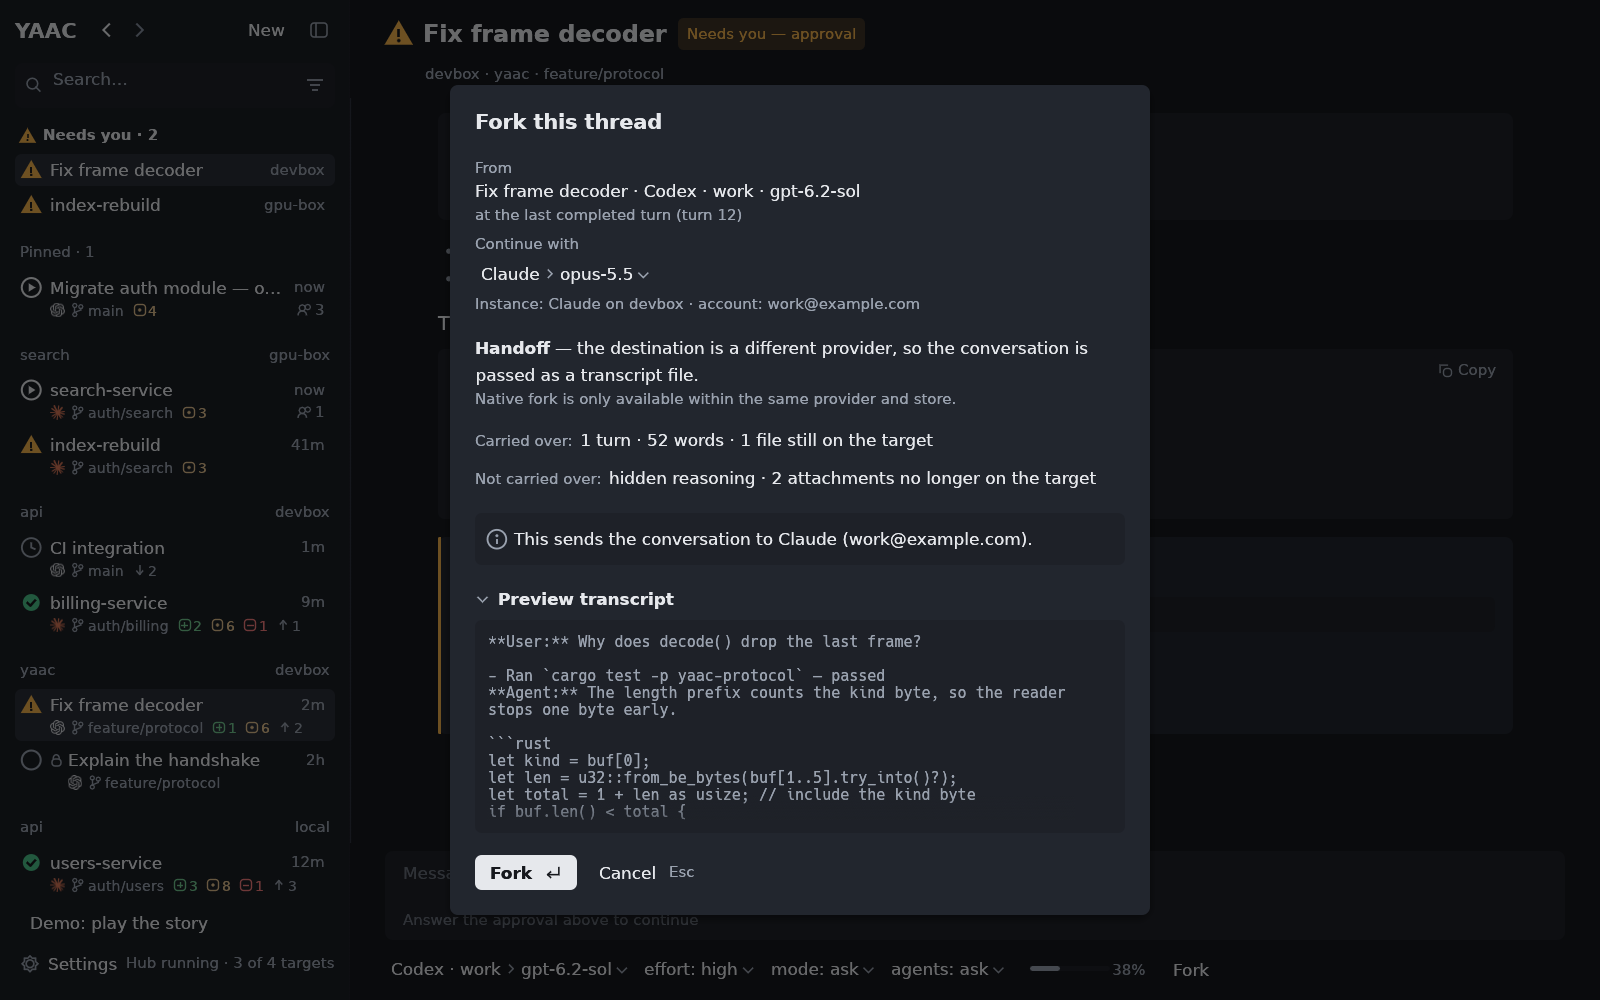 YAAC
New
Search...
Needs you · 2
Fix frame decoder devbox
index-rebuild gpu-box
Pinned · 1
Migrate auth module — o... now
main 4 3
search gpu-box
search-service now
auth/search 3 1
index-rebuild 41m
auth/search 3
api devbox
CI integration 1m
main 2
billing-service 9m
auth/billing 2 6 1 1
yaac devbox
Fix frame decoder 2m
feature/protocol 1 6 2
Explain the handshake 2h
feature/protocol
api local
users-service 12m
auth/users 3 8 1 3
Demo: play the story
Settings Hub running · 3 of 4 targets
Fix frame decoder Needs you — approval
devbox · yaac · feature/protocol
T
Copy
Fork this thread
From
Fix frame decoder · Codex · work · gpt-6.2-sol
at the last completed turn (turn 12)
Continue with
Claude › opus-5.5
Instance: Claude on devbox · account: work@example.com
Handoff — the destination is a different provider, so the conversation is
passed as a transcript file.
Native fork is only available within the same provider and store.
Carried over: 1 turn · 52 words · 1 file still on the target
Not carried over: hidden reasoning · 2 attachments no longer on the target
This sends the conversation to Claude (work@example.com).
Preview transcript
**User:** Why does decode() drop the last frame?
- Ran `cargo test -p yaac-protocol` — passed
**Agent:** The length prefix counts the kind byte, so the reader
stops one byte early.
```rust
let kind = buf[0];
let len = u32::from_be_bytes(buf[1..5].try_into()?);
let total = 1 + len as usize; // include the kind byte
if buf.len() < total {
Fork Cancel Esc
Messa
Answer the approval above to continue
Codex · work › gpt-6.2-sol effort: high mode: ask agents: ask 38% Fork